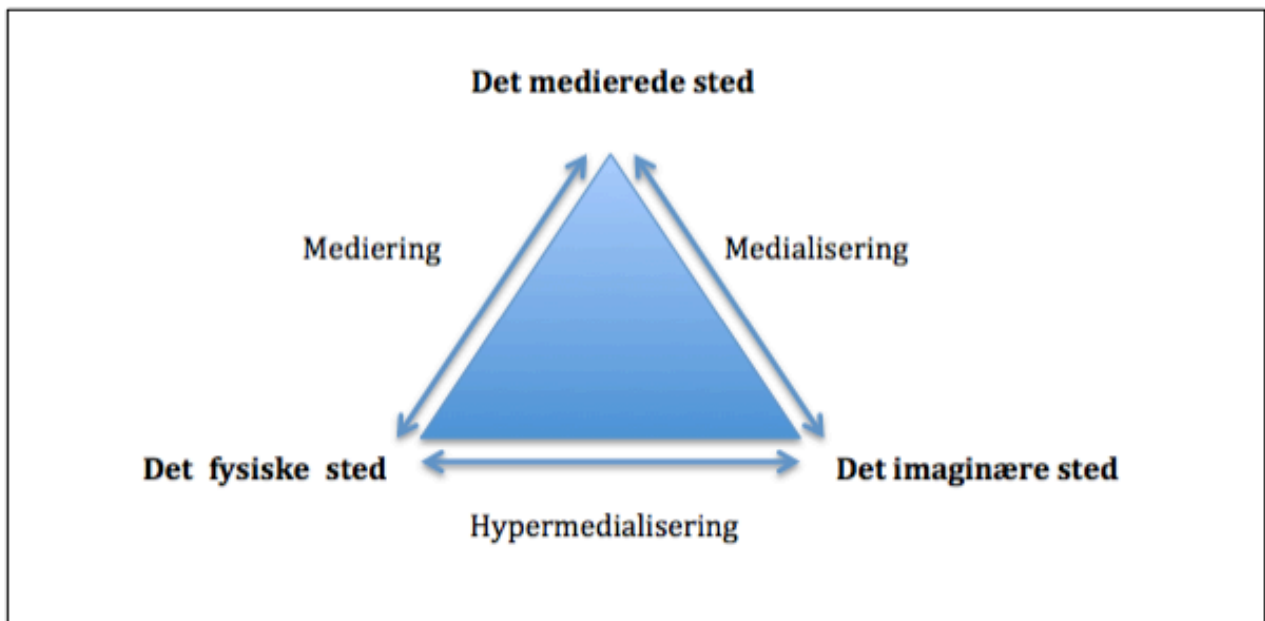 Det medierede sted
Mediering
Medialisering
Det fysiske sted
Det imaginære sted
Hypermedialisering